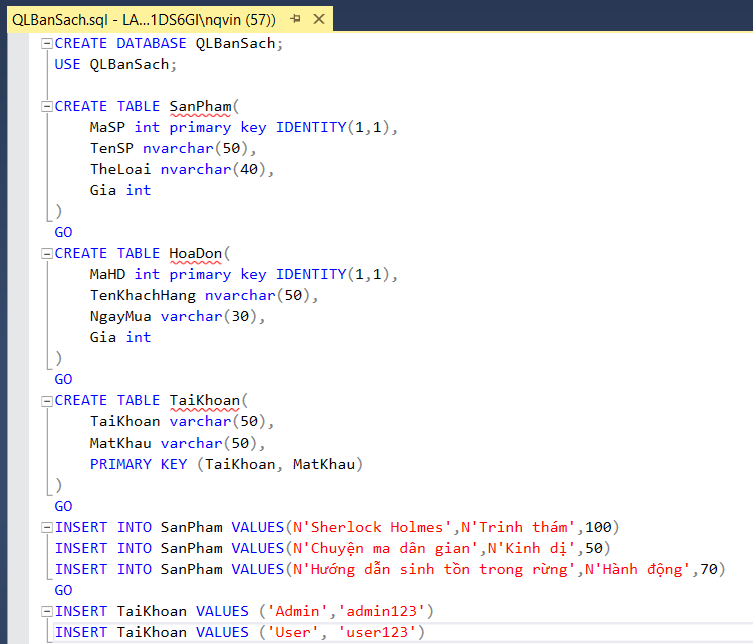 QLBanSach.sql - LA...1DS6GI\nqvin (57))
CREATE DATABASE QLBanSach;
USE QLBanSach;
CREATE TABLE SanPham(
MaSP int primary key IDENTITY(1,1),
TenSP nvarchar(50),
TheLoai nvarchar(40),
Gia int
)
GO
CREATE TABLE HoaDon(
MaHD int primary key IDENTITY(1,1),
TenKhachHang nvarchar(50),
NgayMua varchar(30),
Gia int
)
GO
CREATE TABLE TaiKhoan(
TaiKhoan varchar(50),
MatKhau varchar(50),
PRIMARY KEY (TaiKhoan, MatKhau)
)
GO
INSERT INTO SanPham VALUES(N'Sherlock Holmes',N'Trinh thám',100)
INSERT INTO SanPham VALUES(N'Chuyện ma dân gian',N'Kinh dị',50)
INSERT INTO SanPham VALUES(N'Hướng dẫn sinh tồn trong rừng',N'Hành động',70)
GO
INSERT TaiKhoan VALUES ('Admin','admin123')
INSERT TaiKhoan VALUES ('User', 'user123')